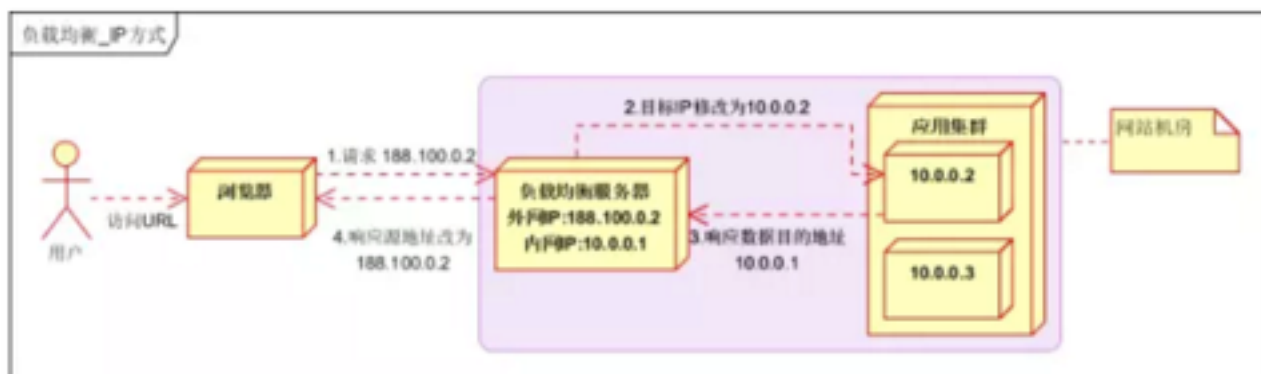 负载均衡_IP方式
2.目标IP修改为10.0.0.2
应用集群
网站机房
1.请求 188.100.0.2
浏览器
10.0.0.2
负载均衡服务器
外网IP:188.100.0.2
内网IP:10.0.0.1
访问URL
用户
4.响应源地址改为
188.100.0.2
3.响应数据目的地址
10.0.0.1
10.0.0.3